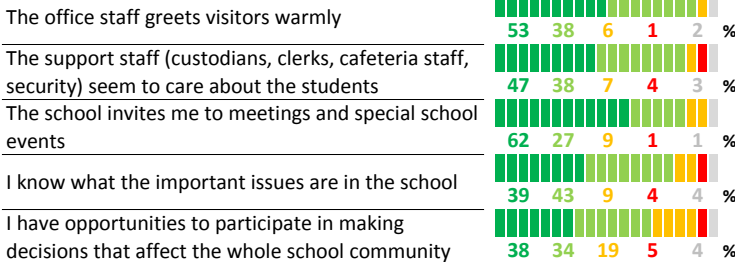 The office staff greets visitors warmly
53 38 6 1 2 %
The support staff (custodians, clerks, cafeteria staff,
security) seem to care about the students
47 38 7 4 3 %
The school invites me to meetings and special school
events
62 27 9 1 1 %
I know what the important issues are in the school
39 43 9 4 4 %
I have opportunities to participate in making
decisions that affect the whole school community
38 34 19 5 4 %